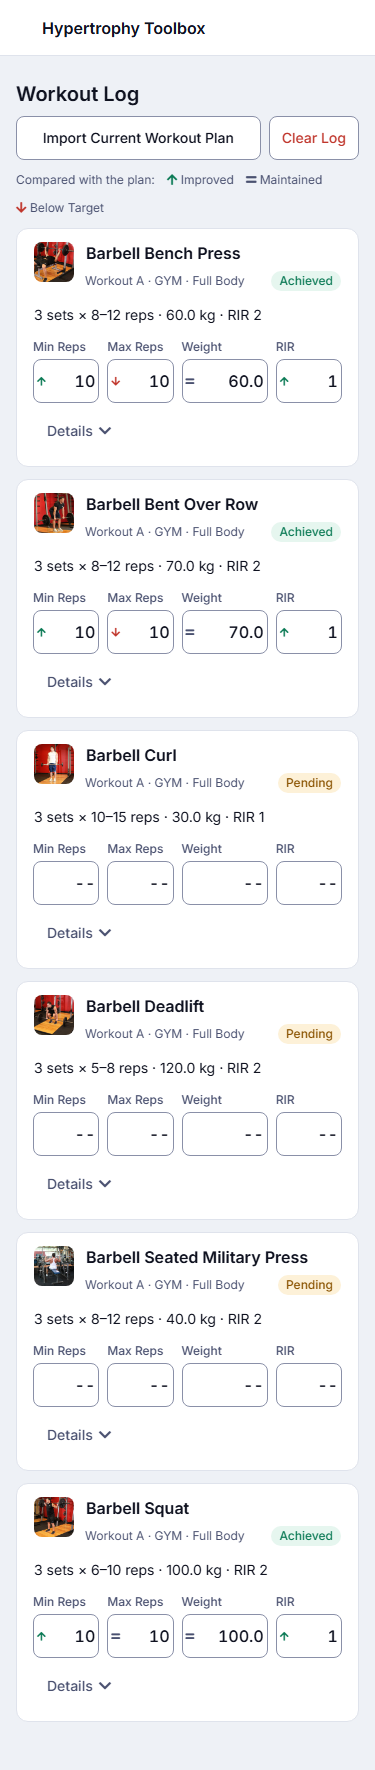 Hypertrophy Toolbox
Workout Log
Import Current Workout Plan
Clear Log
Compared with the plan: ↑ Improved = Maintained
↓ Below Target
Barbell Bench Press
Workout A · GYM · Full Body Achieved
3 sets × 8–12 reps · 60.0 kg · RIR 2
Min Reps Max Reps Weight RIR
↑ 10 ↓ 10 = 60.0 ↑ 1
Details
Barbell Bent Over Row
Workout A · GYM · Full Body Achieved
3 sets × 8–12 reps · 70.0 kg · RIR 2
Min Reps Max Reps Weight RIR
↑ 10 ↓ 10 = 70.0 ↑ 1
Details
Barbell Curl
Workout A · GYM · Full Body Pending
3 sets × 10–15 reps · 30.0 kg · RIR 1
Min Reps Max Reps Weight RIR
-- -- -- --
Details
Barbell Deadlift
Workout A · GYM · Full Body Pending
3 sets × 5–8 reps · 120.0 kg · RIR 2
Min Reps Max Reps Weight RIR
-- -- -- --
Details
Barbell Seated Military Press
Workout A · GYM · Full Body Pending
3 sets × 8–12 reps · 40.0 kg · RIR 2
Min Reps Max Reps Weight RIR
-- -- -- --
Details
Barbell Squat
Workout A · GYM · Full Body Achieved
3 sets × 6–10 reps · 100.0 kg · RIR 2
Min Reps Max Reps Weight RIR
↑ 10 = 10 = 100.0 ↑ 1
Details